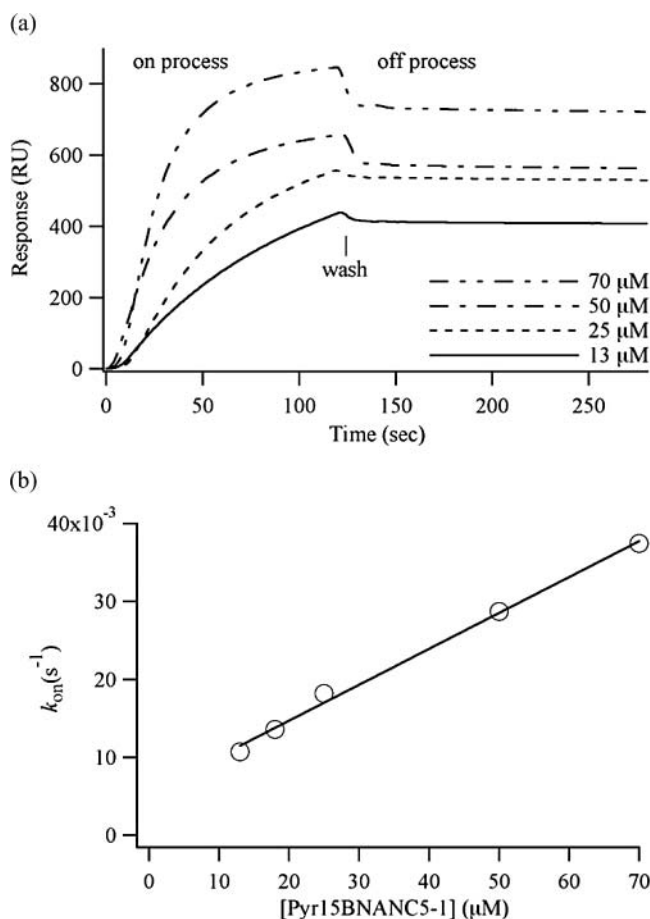 (a)
on process
off process
800
600
400
200
0
Response (RU)
wash
70 μM
50 μM
25 μM
13 μM
0
50
100
150
200
250
Time (sec)
(b)
40x10⁻³
30
20
10
0
kₒₙ(s⁻¹)
0
10
20
30
40
50
60
70
[Pyr15BNANC5-1] (μM)